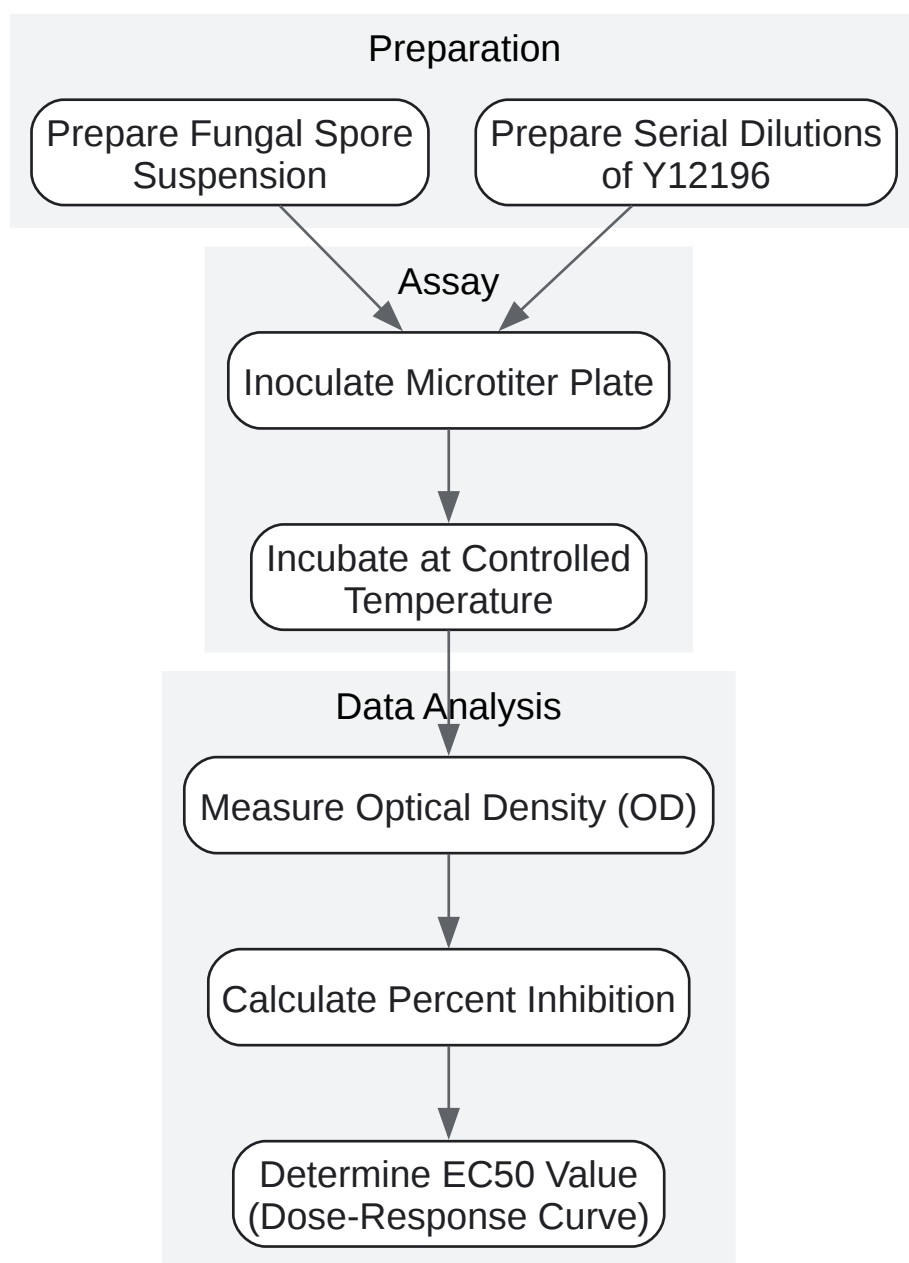 Preparation
Prepare Fungal Spore
Suspension
Prepare Serial Dilutions
of Y12196
Assay
Inoculate Microtiter Plate
Incubate at Controlled
Temperature
Data Analysis
Measure Optical Density (OD)
Calculate Percent Inhibition
Determine EC50 Value
(Dose-Response Curve)